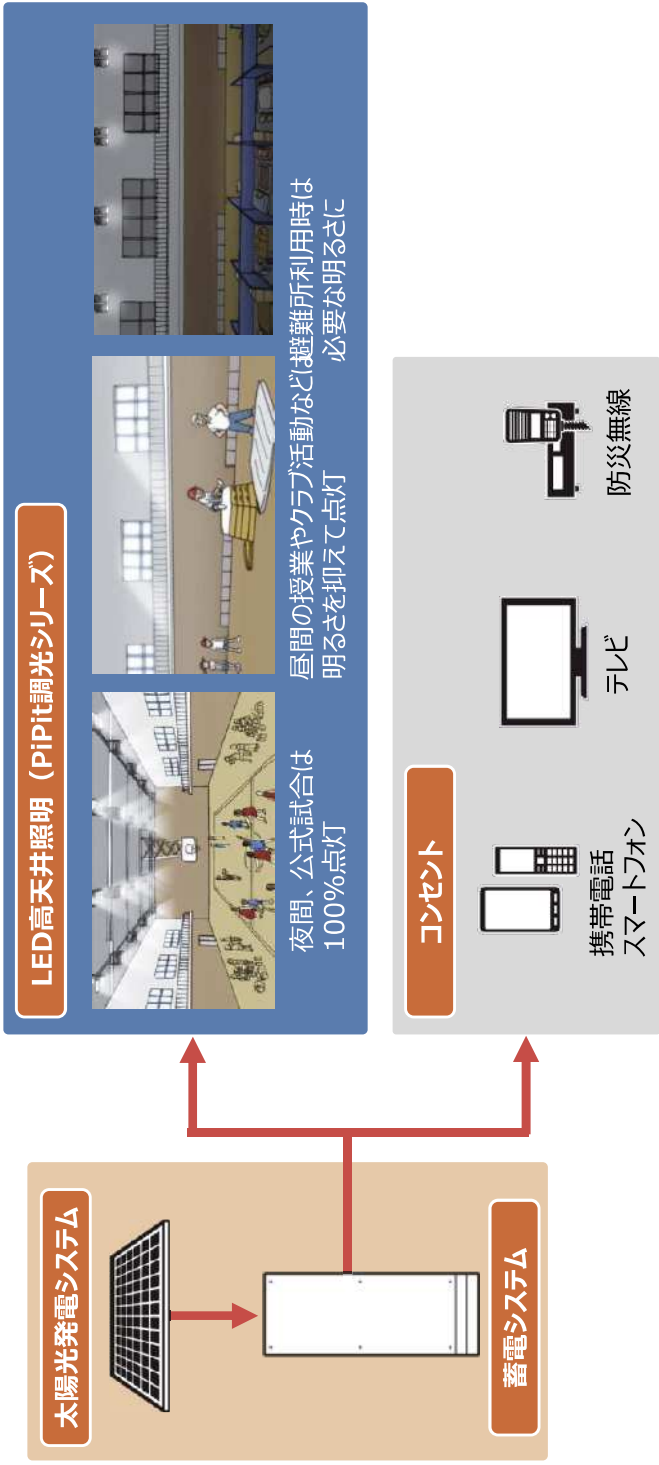 太陽光発電システム
蓄電システム
LED高天井照明（PiPit調光シリーズ）
夜間、公式試合は
100%点灯
昼間の授業やクラブ活動などは
明るさを抑えて点灯
避難所利用時は
必要な明るさに
コンセント
携帯電話
スマートフォン
テレビ
防災無線